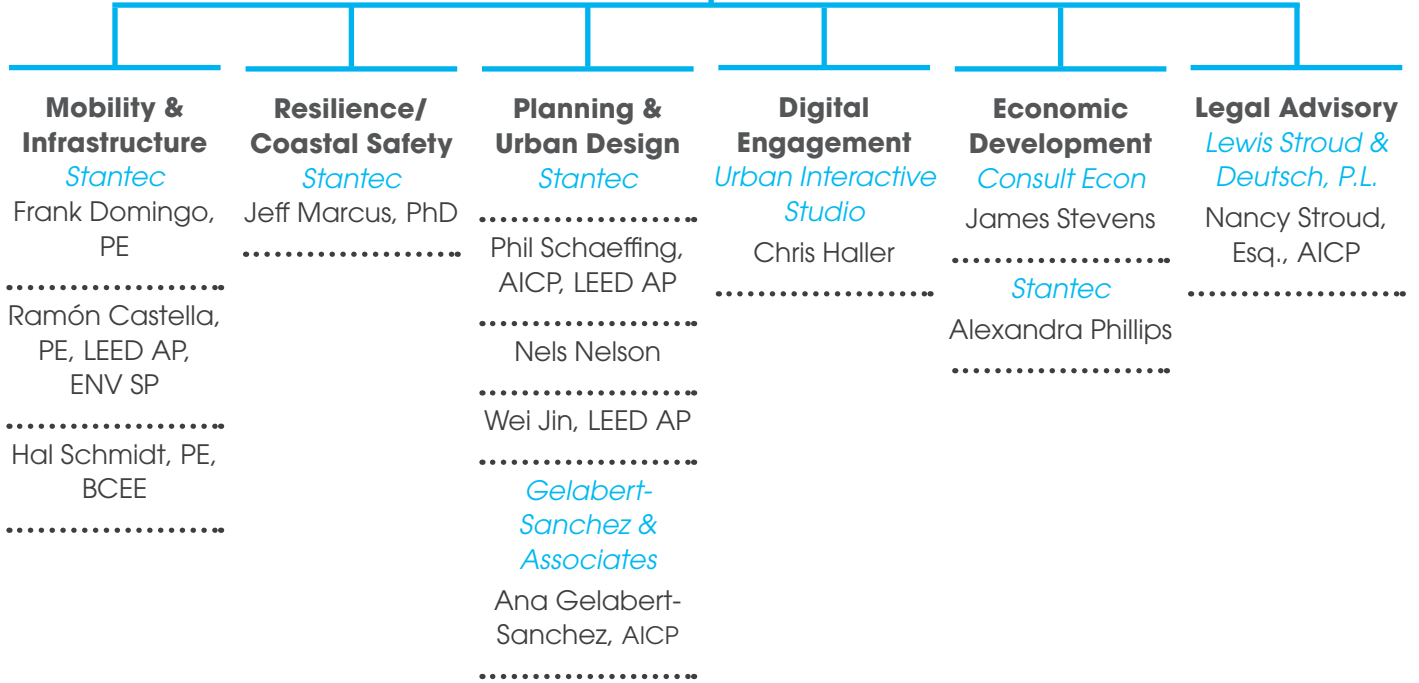 Mobility &
Infrastructure
Stantec
Frank Domingo,
PE
Ramón Castella,
PE, LEED AP,
ENV SP
Hal Schmidt, PE,
BCEE
Resilience/
Coastal Safety
Stantec
Jeff Marcus, PhD
Planning &
Urban Design
Stantec
Phil Schaeffing,
AICP, LEED AP
Nels Nelson
Wei Jin, LEED AP
Gelabert-
Sanchez &
Associates
Ana Gelabert-
Sanchez, AICP
Digital
Engagement
Urban Interactive
Studio
Chris Haller
Economic
Development
Consult Econ
James Stevens
Stantec
Alexandra Phillips
Legal Advisory
Lewis Stroud &
Deutsch, P.L.
Nancy Stroud,
Esq., AICP